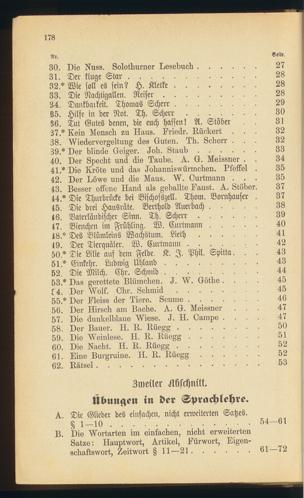 178
Nr. Seite.
30. Die Nuss. Solothurner Lesebuch . . . . . . 27
31. Der kluge Star . . . . . . . . . . . 28
32.* Wie soll es sein? H. Kletke . . . . . . . 28
33. Die Nachtigallen. Reiser . . . . . . . . 28
34. Dankbarkeit. Thomas Scherr . . . . . . . 29
35. Hilfe in der Not. Th. Scherr . . . . . . . 30
36. Tut Gutes denen, die euch hassen! A. Stöber . . 31
37.* Kein Mensch zu Haus. Friedr. Rückert . . . . 32
38. Wiedervergeltung des Guten. Th. Scherr . . . . 32
39.* Der blinde Geiger. Joh. Staub . . . . . . . 33
40. Der Specht und die Taube. A. G. Meissner . . . 34
41.* Die Kröte und das Johanniswürmchen. Pfeffel . . 35
42. Der Löwe und die Maus. W. Curtmann . . . . 35
43. Besser offene Hand als geballte Faust. A. Stöber. 37
44.* Die Thurbrücke bei Bischofszell. Thom. Bornhauser 37
45. Die drei Hausräte. Berthold Auerbach . . . . . 38
46. Vaterländischer Sinn. Th. Scherr . . . . . . 39
47. Bienchen im Frühling. W. Curtmann . . . . . 40
48.* Des Blümleins Wachstum. . . . . . . . 41
49. Der Tierquäler. W. Curtmann . . . . . . . 42
50.* Die Lilie auf dem Felde. K. J. Phil. Spitta . . . 43
51.* Einkehr. Ludwig Uhland . . . . . . . . 43
52. Die Milch. Chr. Schmid . . . . . . . . . 44
53.* Das gerettete Blümchen. J. W. Göthe . . . . . 45
54. Der Wolf. Chr. Schmid . . . . . . . . . 45
55.* Der Fleiss der Tiere. Seume . . . . . . . . 46
56. Der Hirsch am Bache. A. G. Meissner . . . . 47
57. Die dunkelblaue Wiese. J. H. Campe . . . . . 47
58. Der Bauer. H. R. Rüegg . . . . . . . . . 50
59. Die Weinlese. H. R. Rüegg . . . . . . . . 51
60. Die Nacht. H. R. Rüegg . . . . . . . . . 52
61. Eine Burgruine. H. R. Rüegg . . . . . . . 52
62. Rätsel . . . . . . . . . . . . . . 53
Zweiter Abschnitt.
Übungen in der Sprachlehre.
A. Die Glieder des einfachen, nicht erweiterten Satzes.
§ 1—10 . . . . . . . . . . . . . 54—61
B. Die Wortarten im einfachen, nicht erweiterten
Satze: Hauptwort, Artikel, Fürwort, Eigen-
schaftswort, Zeitwort § 11—21 . . . . . . 61—72